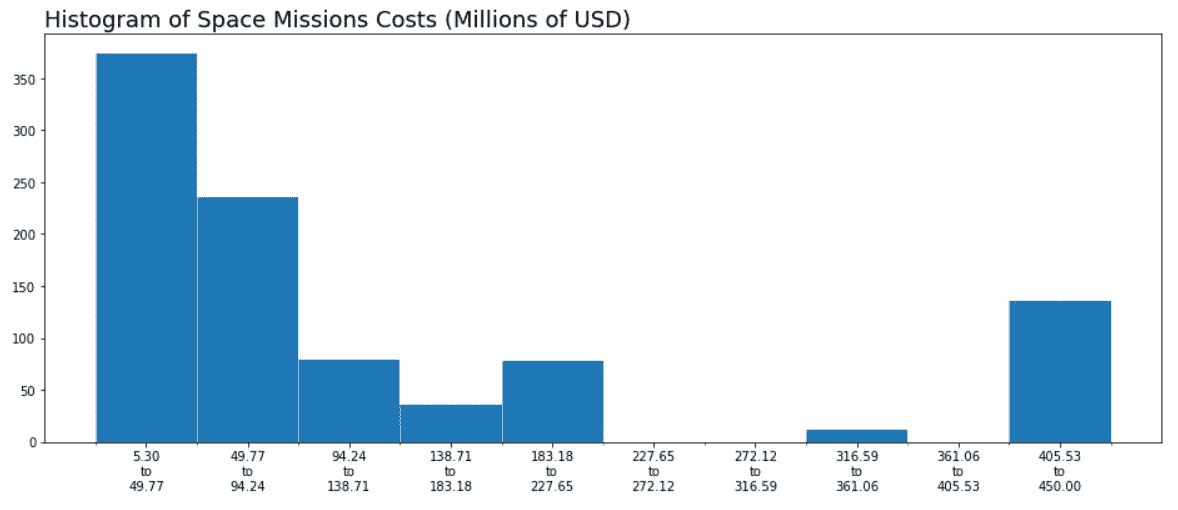 Histogram of Space Missions Costs (Millions of USD)
350
300
250
200
150
100
50
0
5.30 49.77 94.24 138.71 183.18 227.65 272.12 316.59 361.06 405.53
to to to to to to to to to to
49.77 94.24 138.71 183.18 227.65 272.12 316.59 361.06 405.53 450.00